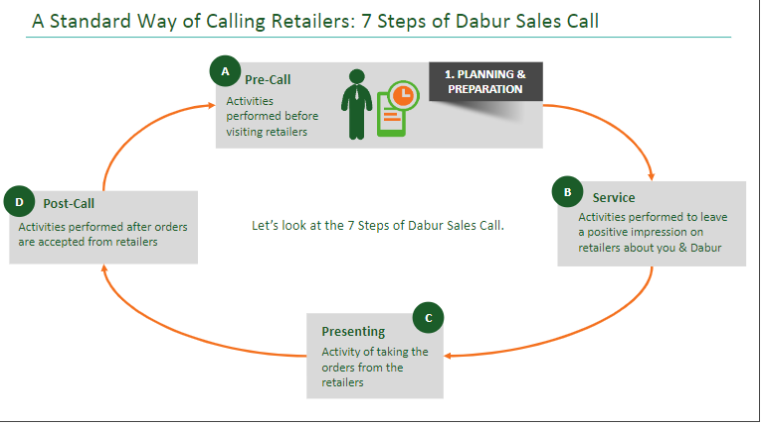 A Standard Way of Calling Retailers: 7 Steps of Dabur Sales Call
A
Pre-Call
Activities
performed before
visiting retailers
1. PLANNING &
PREPARATION
B
Service
Activities performed to leave
a positive impression on
retailers about you & Dabur
D
Post-Call
Activities performed after orders
are accepted from retailers
Let's look at the 7 Steps of Dabur Sales Call.
C
Presenting
Activity of taking the
orders from the
retailers